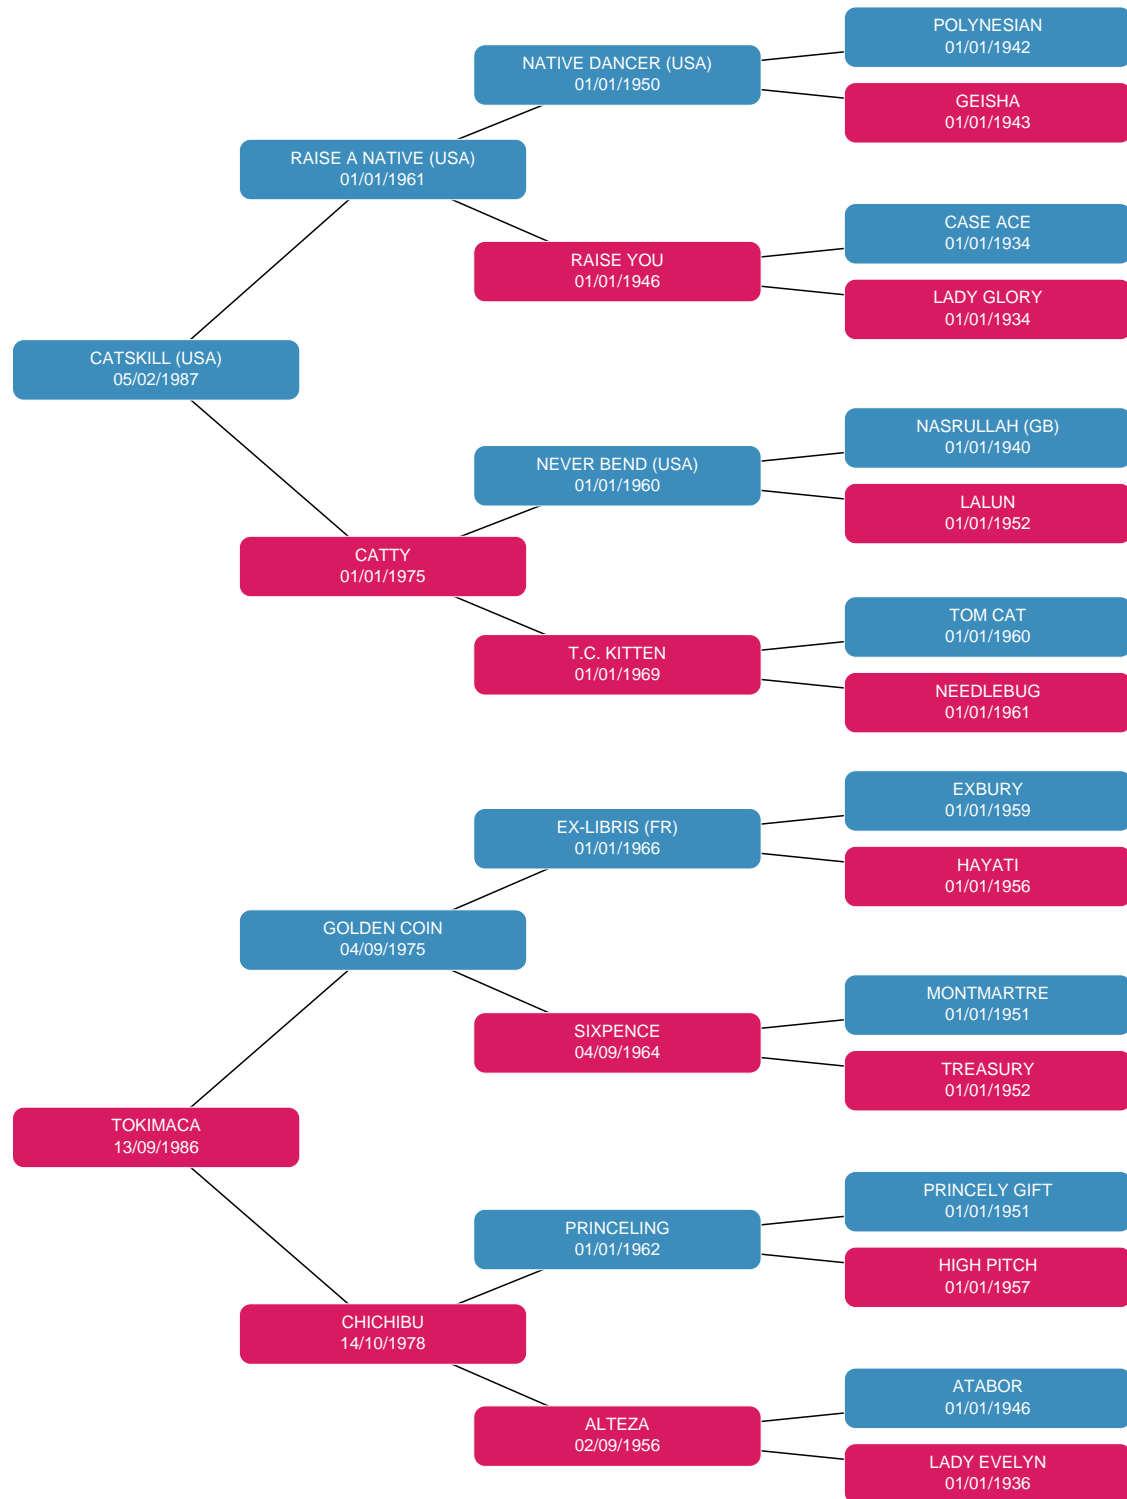 POLYNESIAN
01/01/1942
NATIVE DANCER (USA)
01/01/1950
GEISHA
01/01/1943
RAISE A NATIVE (USA)
01/01/1961
CASE ACE
01/01/1934
RAISE YOU
01/01/1946
LADY GLORY
01/01/1934
CATSKILL (USA)
05/02/1987
NASRULLAH (GB)
01/01/1940
NEVER BEND (USA)
01/01/1960
LALUN
01/01/1952
CATTY
01/01/1975
TOM CAT
01/01/1960
T.C. KITTEN
01/01/1969
NEEDLEBUG
01/01/1961
EXBURY
01/01/1959
EX-LIBRIS (FR)
01/01/1966
HAYATI
01/01/1956
GOLDEN COIN
04/09/1975
MONTMARTRE
01/01/1951
SIXPENCE
04/09/1964
TREASURY
01/01/1952
TOKIMACA
13/09/1986
PRINCELY GIFT
01/01/1951
PRINCELING
01/01/1962
HIGH PITCH
01/01/1957
CHICHIBU
14/10/1978
ATABOR
01/01/1946
ALTEZA
02/09/1956
LADY EVELYN
01/01/1936